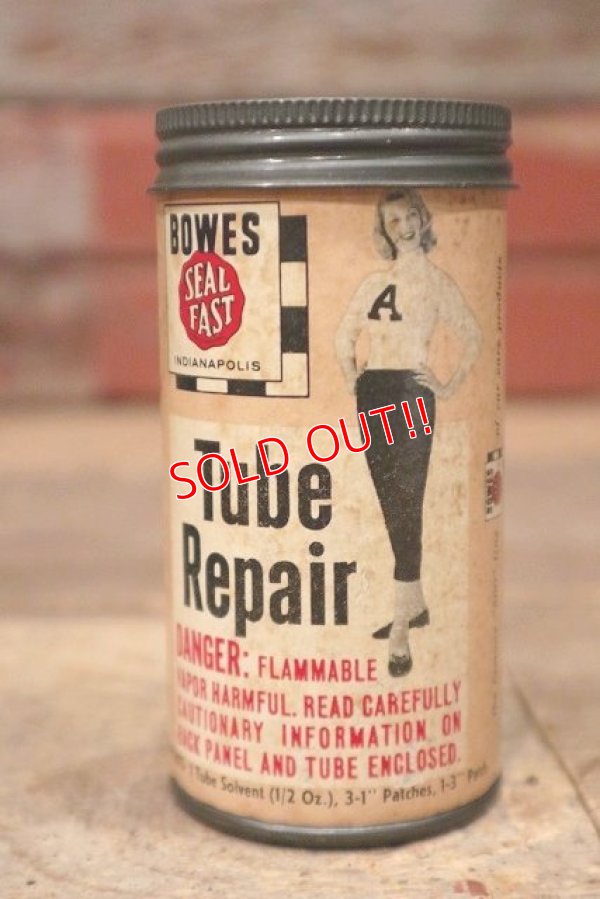 BOWES
SEAL
FAST
INDIANAPOLIS
A
SOLD OUT!!
Tube
Repair
DANGER: FLAMMABLE
VAPOR HARMFUL. READ CAREFULLY
CAUTIONARY INFORMATION ON
BACK PANEL AND TUBE ENCLOSED.
1 Tube Solvent (1/2 Oz.), 3-1" Patches, 1-3" Patch